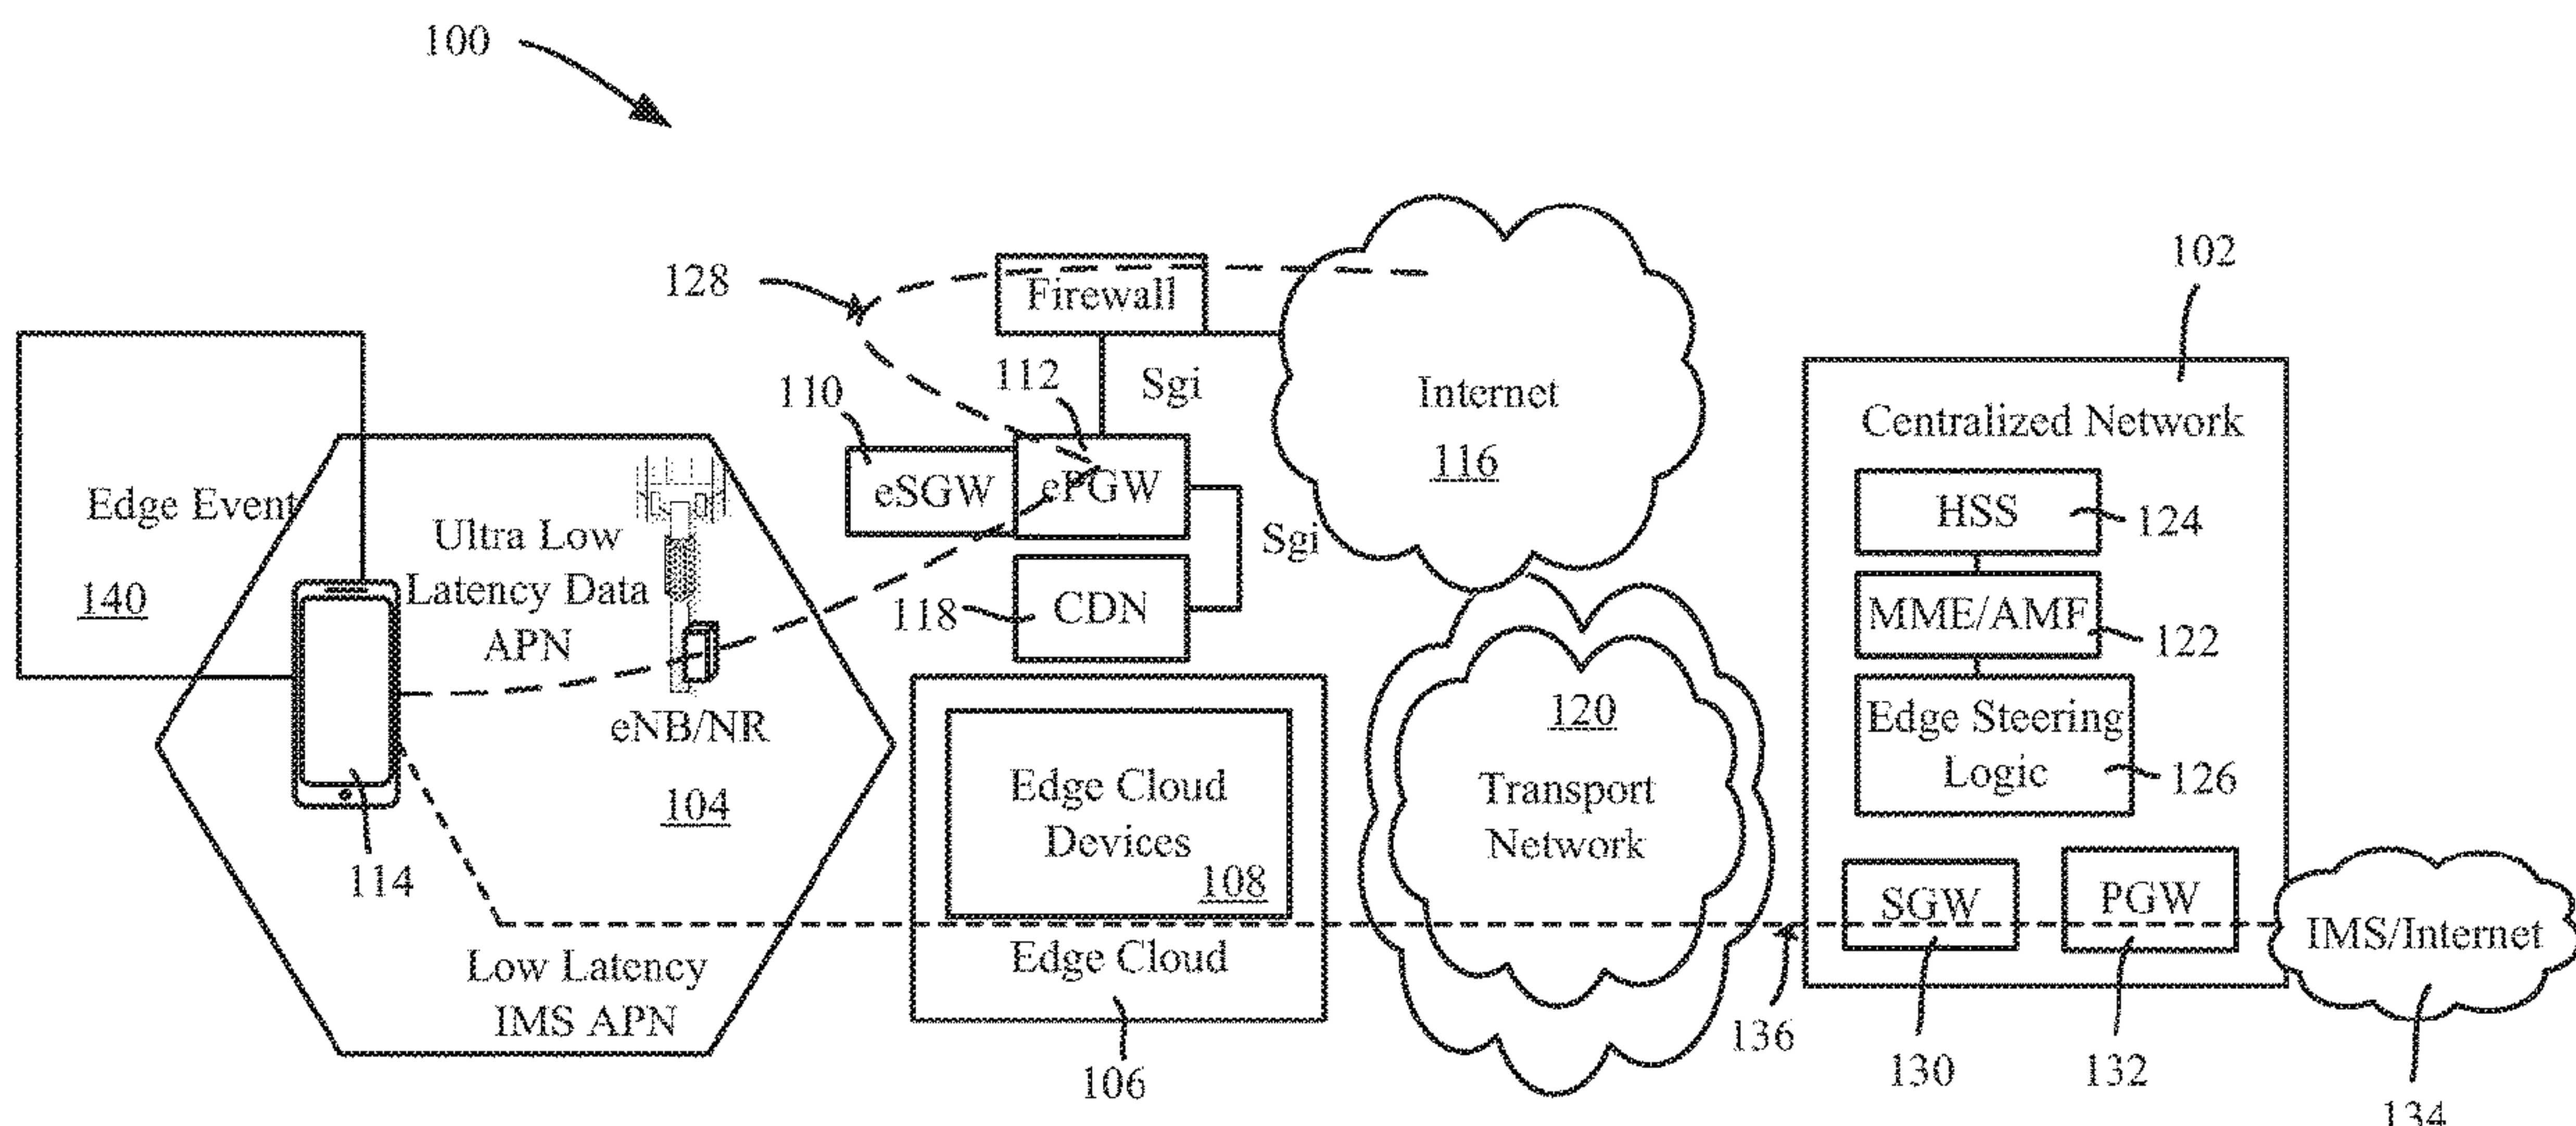 100
102
128
Firewall
112
Sgi
110
Internet
116
Centralized Network
eSGW
ePGW
HSS
124
Edge Event
140
Ultra Low
Latency Data
APN
Sgi
118
CDN
MME/AMF
122
eNB/NR
104
120
Transport
Network
Edge Steering
Logic
126
Edge Cloud
Devices
108
114
SGW
PGW
IMS/Internet
Low Latency
IMS APN
Edge Cloud
106
136
130
132
134